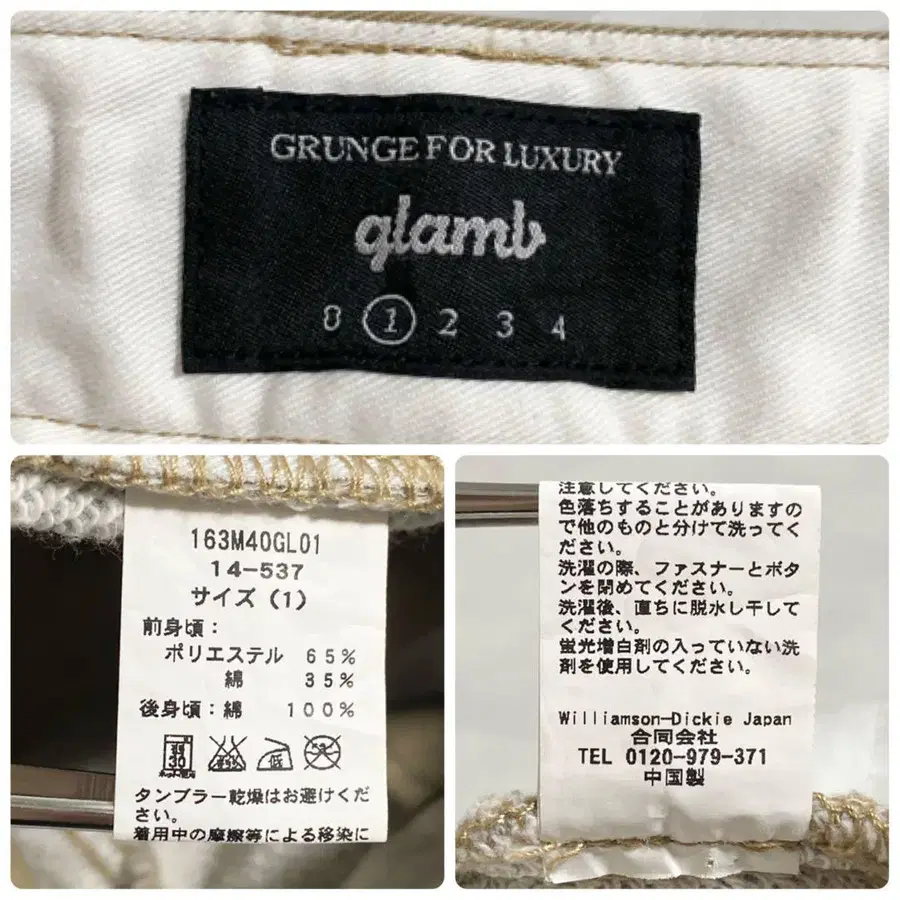 GRUNGE FOR LUXURY
glamb
0 1 2 3 4
163M40GL01
14-537
サイズ(1)
前身頃:
ポリエステル 65%
綿 35%
後身頃:綿 100%
タンブラー乾燥はお避けくだ
さい。
着用中の摩擦等による移染に
注意してください。
色落ちすることがありますの
で他のものと分けて洗ってく
ださい。
洗濯の際、ファスナーとボタ
ンを閉めてください。
洗濯後、直ちに脱水し干して
ください。
蛍光増白剤の入っていない洗
剤を使用してください。
Williamson-Dickie Japan
合同会社
TEL 0120-979-371
中国製